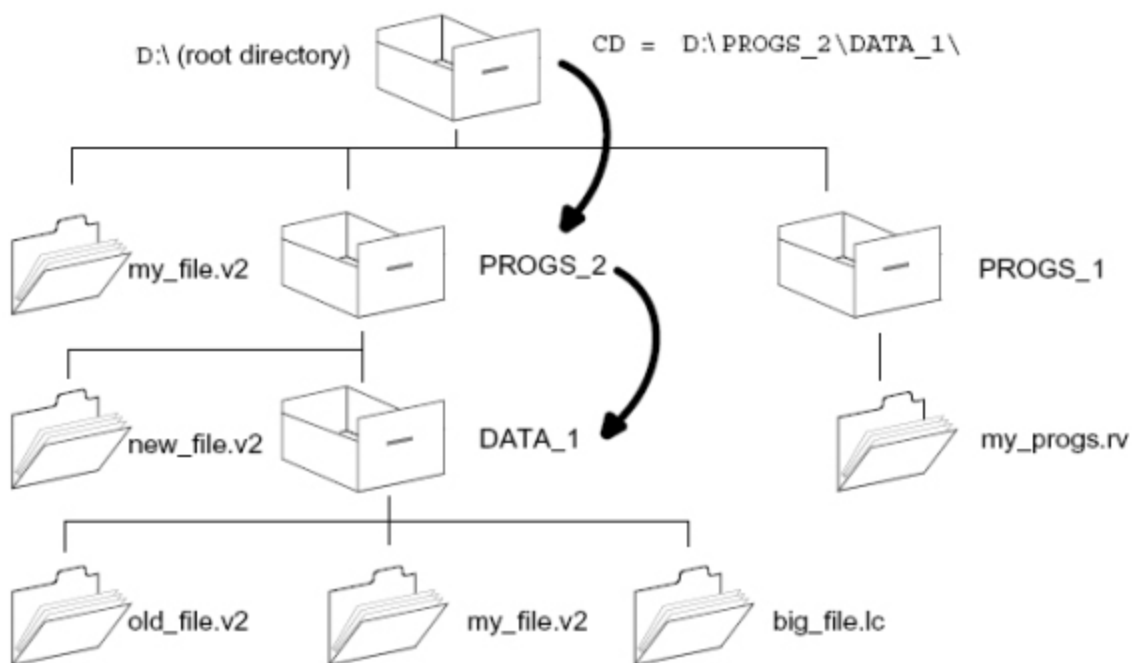 D:\ (root directory)
CD = D:\PROGS_2\DATA_1\
my_file.v2
PROGS_2
PROGS_1
new_file.v2
DATA_1
my_progs.rv
old_file.v2
my_file.v2
big_file.lc